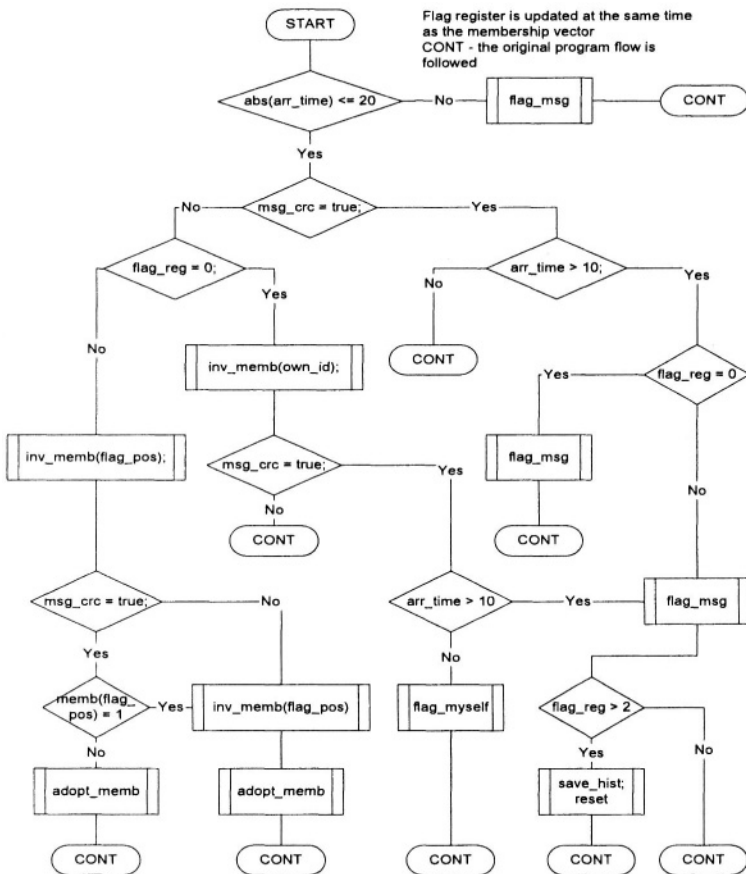 START
Flag register is updated at the same time
as the membership vector
CONT - the original program flow is
followed
abs(arr_time) <= 20
No
flag_msg
CONT
Yes
No
msg_crc = true;
Yes
flag_reg = 0;
arr_time > 10;
Yes
No
Yes
No
CONT
inv_memb(own_id);
Yes
flag_reg = 0
inv_memb(flag_pos);
msg_crc = true;
Yes
flag_msg
No
No
CONT
CONT
msg_crc = true;
No
arr_time > 10
Yes
flag_msg
Yes
No
memb(flag_
pos) = 1
Yes
inv_memb(flag_pos)
flag_myself
flag_reg > 2
No
Yes
No
adopt_memb
adopt_memb
save_hist;
reset
CONT
CONT
CONT
CONT
CONT